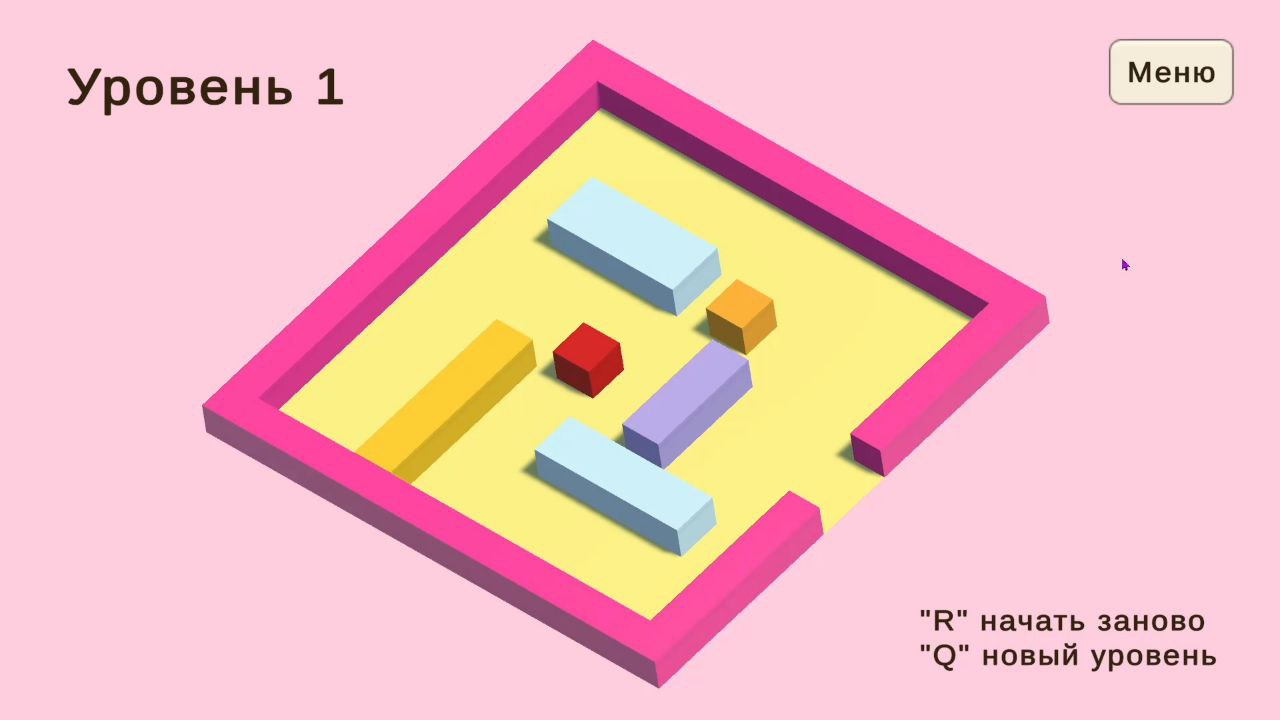 Уровень 1
Меню
"R" начать заново
"Q" новый уровень